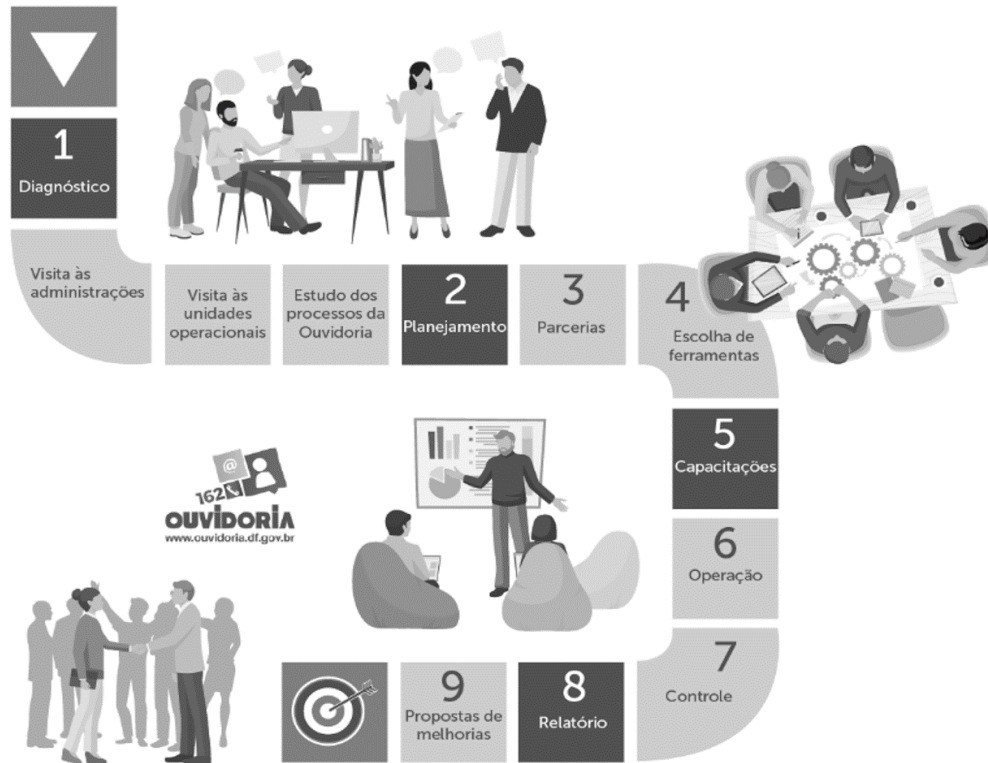 1
Diagnóstico
Visita às
administrações
Visita às
unidades
operacionais
Estudo dos
processos da
Ouvidoria
2
Planejamento
3
Parcerias
4
Escolha de
ferramentas
5
Capacitações
6
Operação
7
Controle
8
Relatório
9
Propostas de
melhorias
@
162
OUVIDORIA
www.ouvidoria.df.gov.br